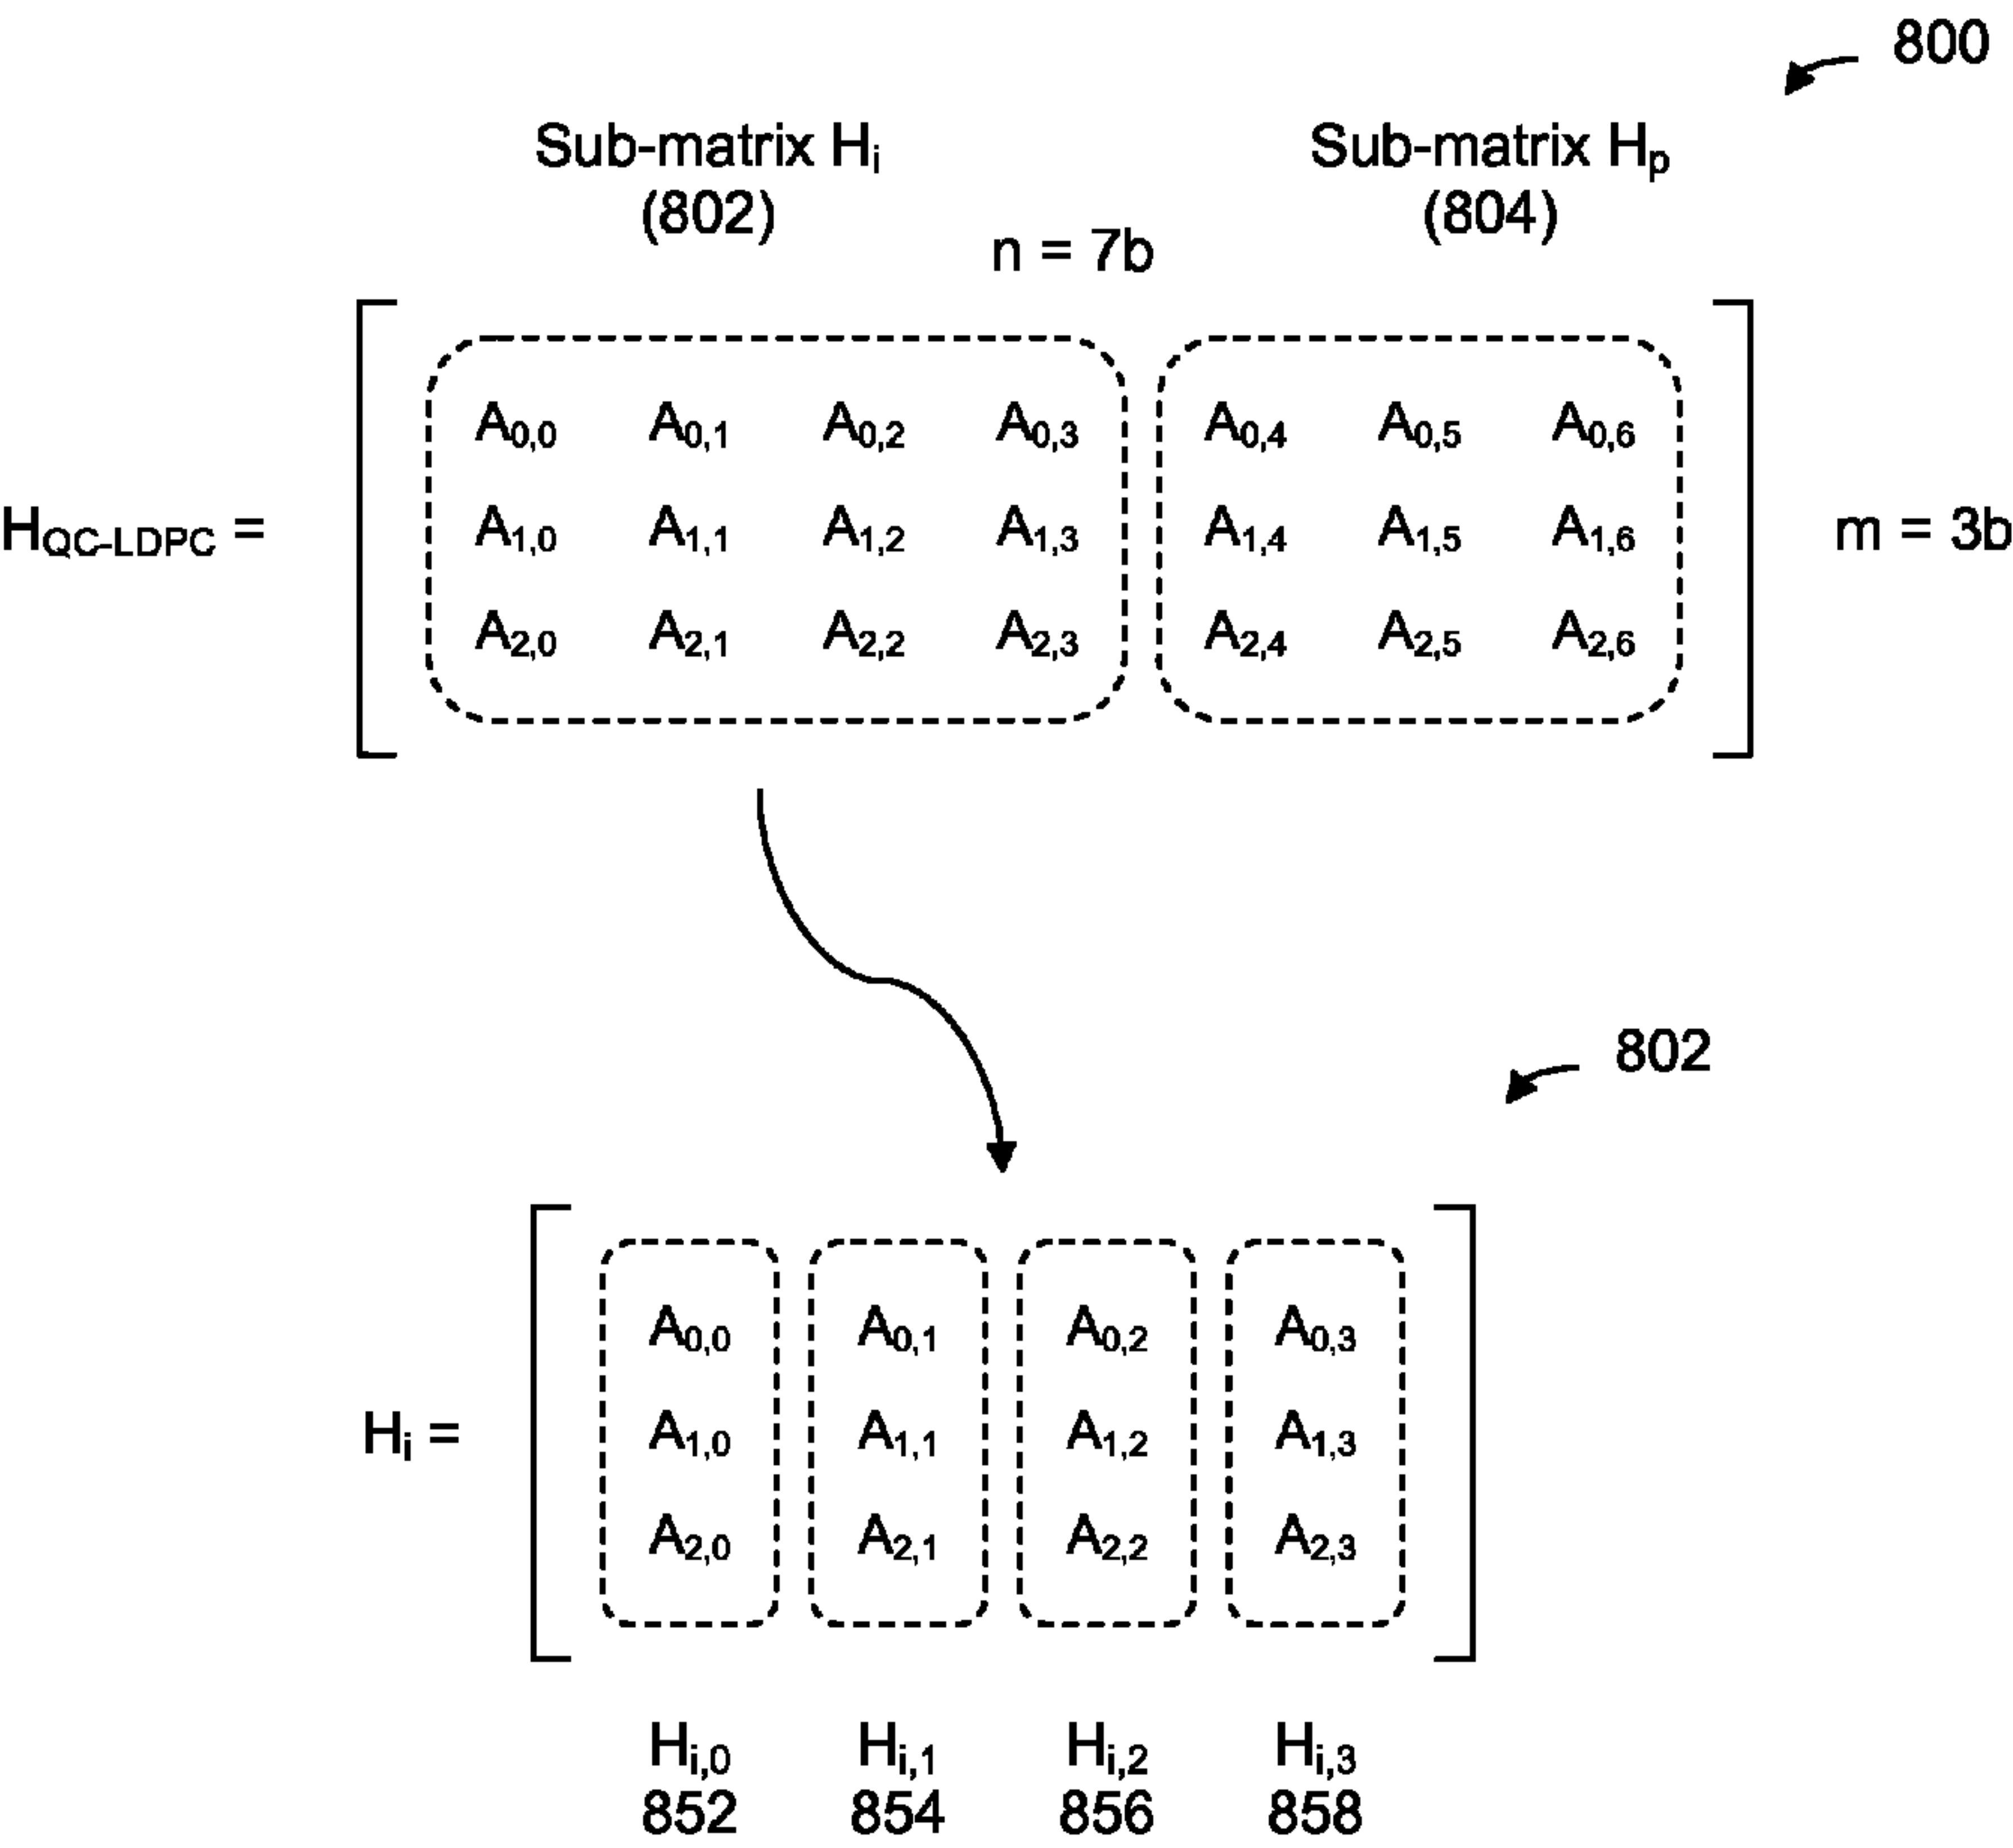 800
Sub-matrix Hi Sub-matrix Hp
(802) (804)
n = 7b
A0,0 A0,1 A0,2 A0,3 A0,4 A0,5 A0,6
HQC-LDPC = A1,0 A1,1 A1,2 A1,3 A1,4 A1,5 A1,6 m = 3b
A2,0 A2,1 A2,2 A2,3 A2,4 A2,5 A2,6
802
A0,0 A0,1 A0,2 A0,3
Hi = A1,0 A1,1 A1,2 A1,3
A2,0 A2,1 A2,2 A2,3
Hi,0 Hi,1 Hi,2 Hi,3
852 854 856 858